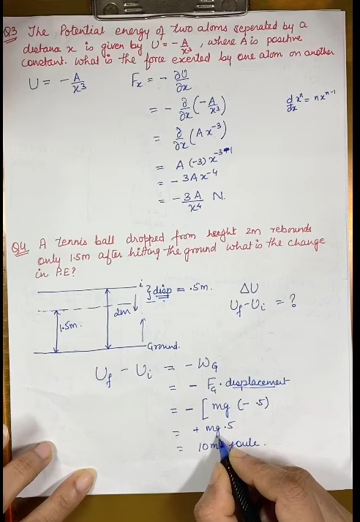 Q3 The Potential energy of two atoms seperated by a
distance x is given by U = -A/x³, where A is positive
constant. what is the force exerted by one atom on another
U = -A/x³ Fx = - ∂U/∂x
= - ∂/∂x (-A/x³) d/dx xⁿ = n xⁿ⁻¹
= ∂/∂x (Ax⁻³)
= A (-3) x⁻³⁻¹
= -3Ax⁻⁴
= -3A/x⁴ N.
Q4. A tennis ball dropped from height 2m rebounds
only 1.5m after hitting the ground what is the change
in P.E?
i } disp = .5m. ΔU
1.5m 2m Uf - Ui = ?
Ground.
Uf - Ui = - WG
= - FG . displacement
= - [ mg (- .5)
= + mg .5
= joule.